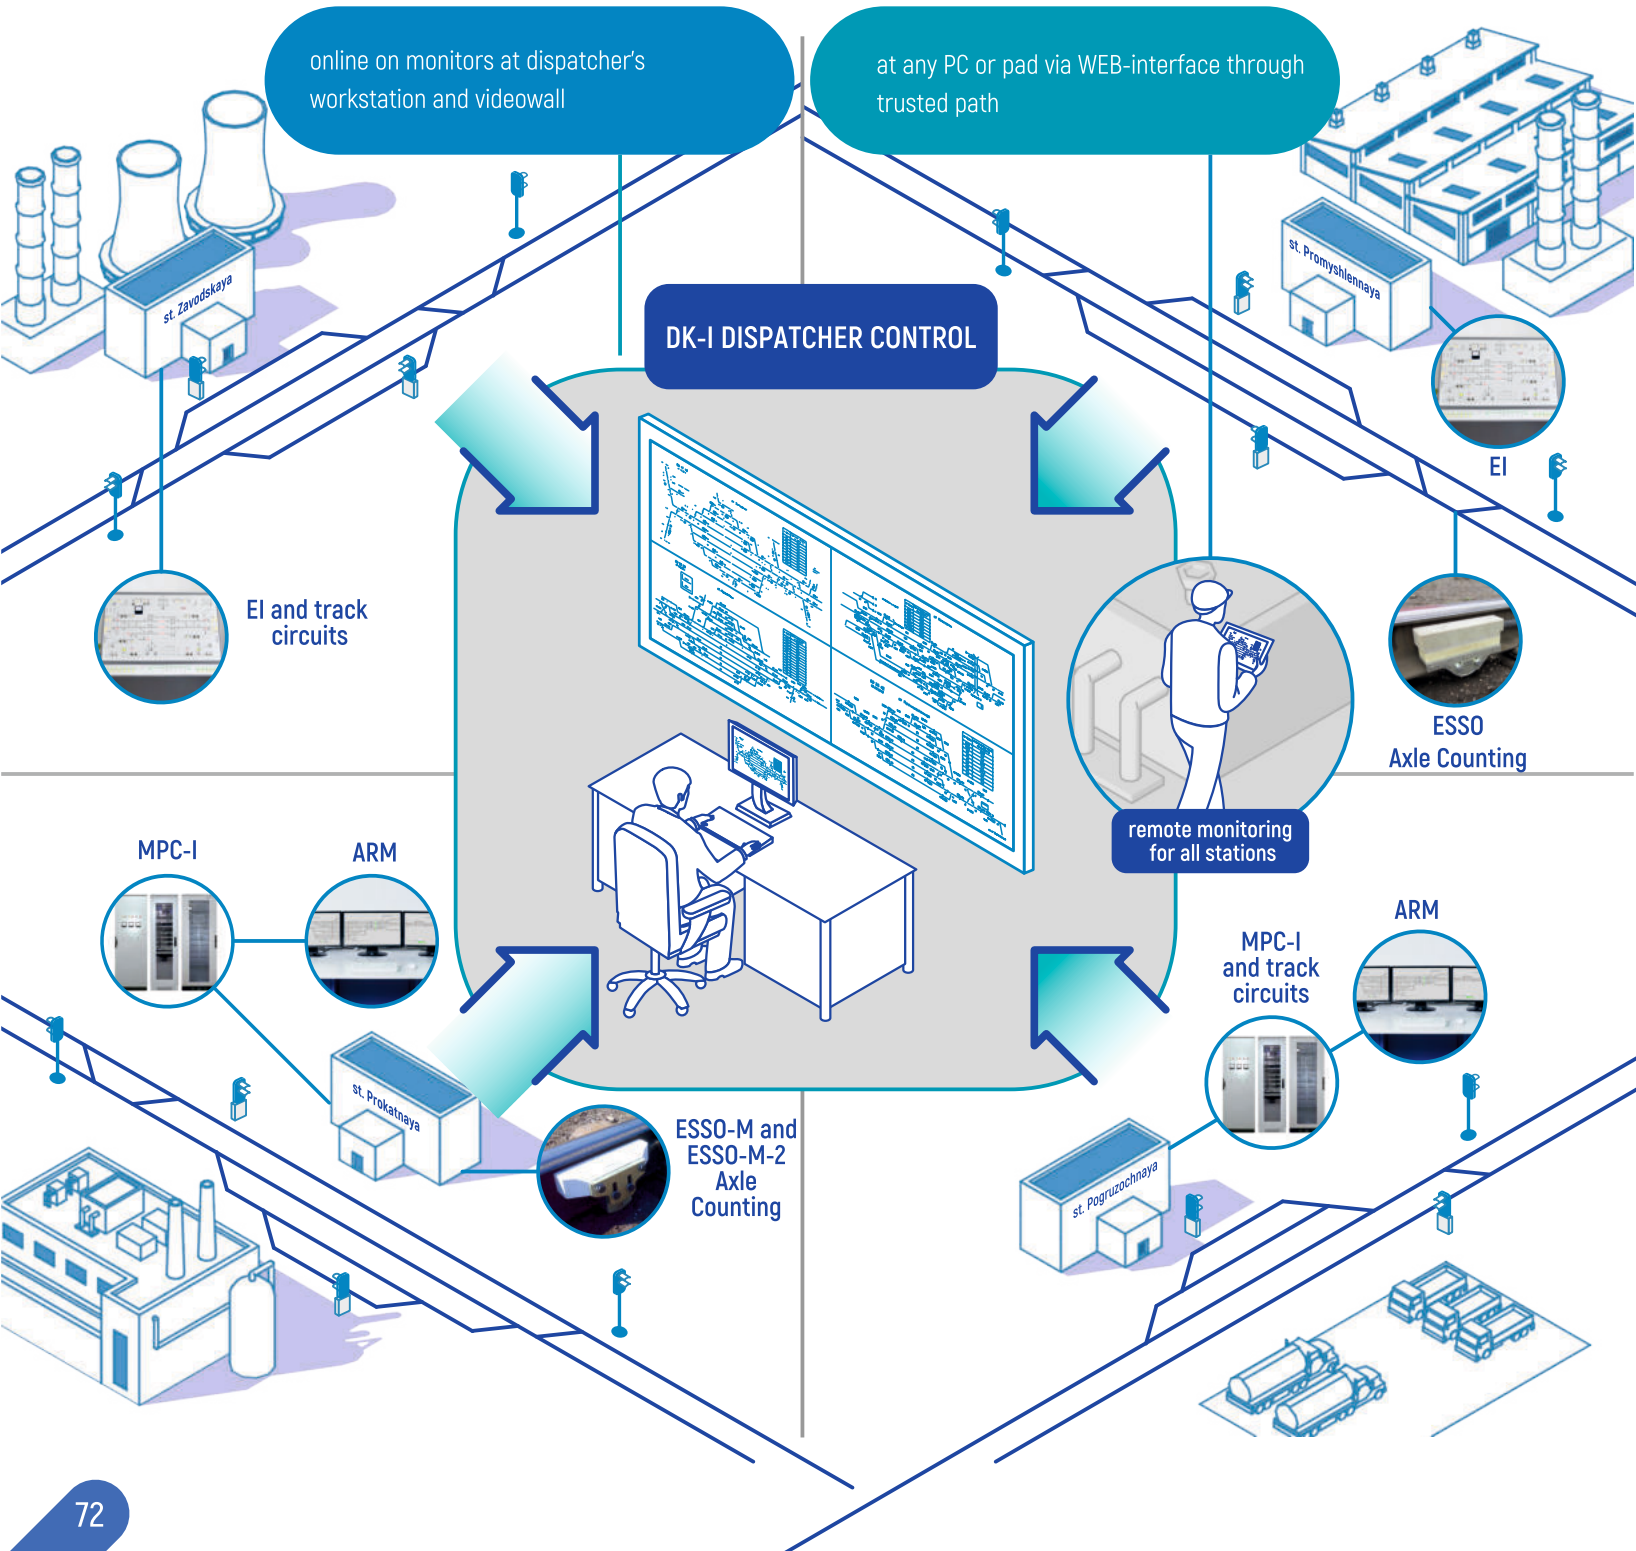 online on monitors at dispatcher's
workstation and videowall
at any PC or pad via WEB-interface through
trusted path
st. Zavodskaya
st. Promyshlennaya
DK-I DISPATCHER CONTROL
EI
EI and track
circuits
ESSO
Axle Counting
remote monitoring
for all stations
MPC-I
ARM
ARM
MPC-I
and track
circuits
st. Prokatnaya
ESSO-M and
ESSO-M-2
Axle
Counting
st. Pogruzochnaya
72